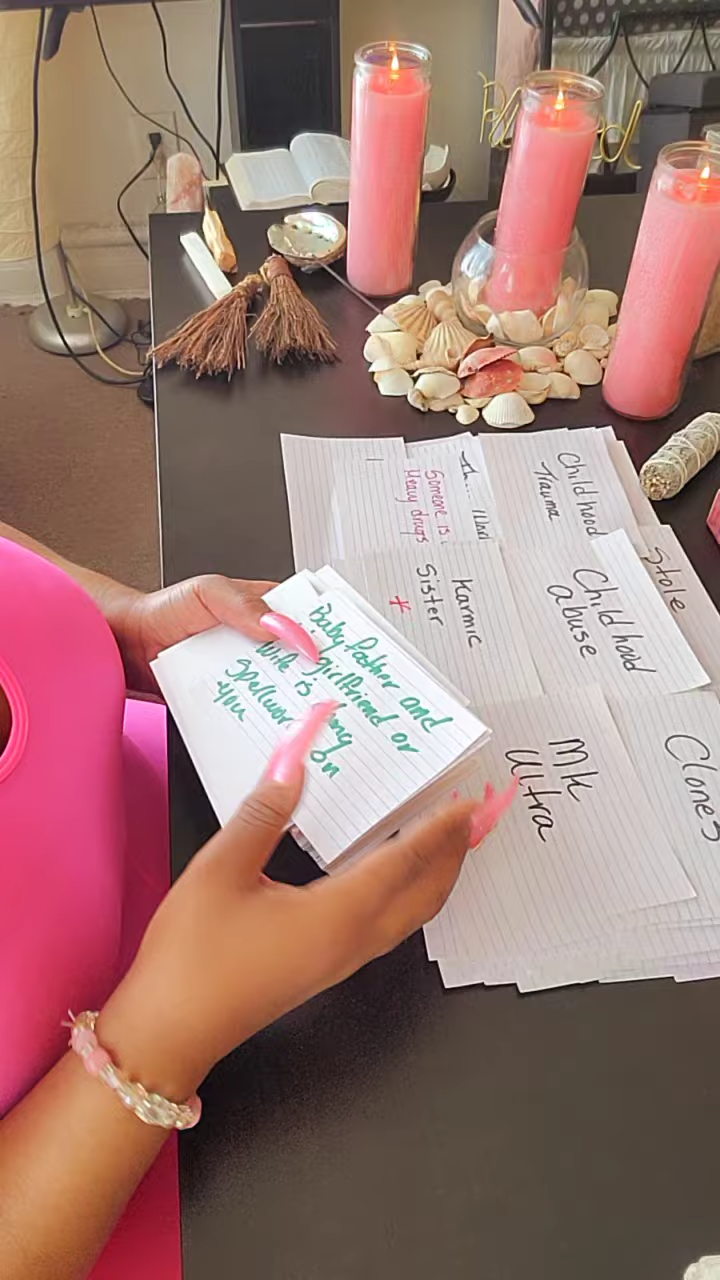 Childhood
Trauma
Someone is
Heavy drugs
Stole
Karmic
Sister
Childhood
abuse
Baby father and
girlfriend or
wife is
on
you
Mk
Ultra
Clones